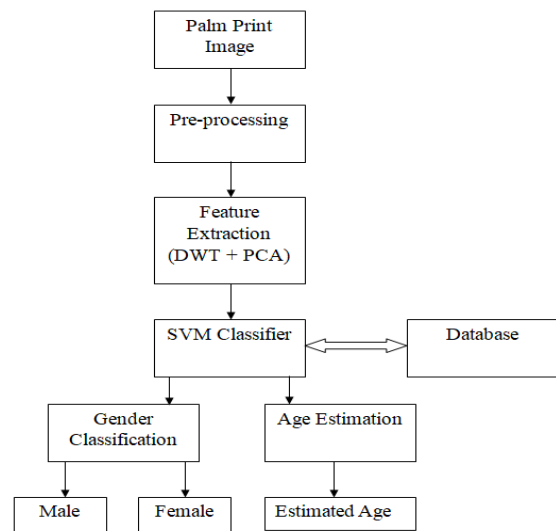 Palm Print
Image
Pre-processing
Feature
Extraction
(DWT + PCA)
SVM Classifier
Database
Gender
Classification
Age Estimation
Male
Female
Estimated Age